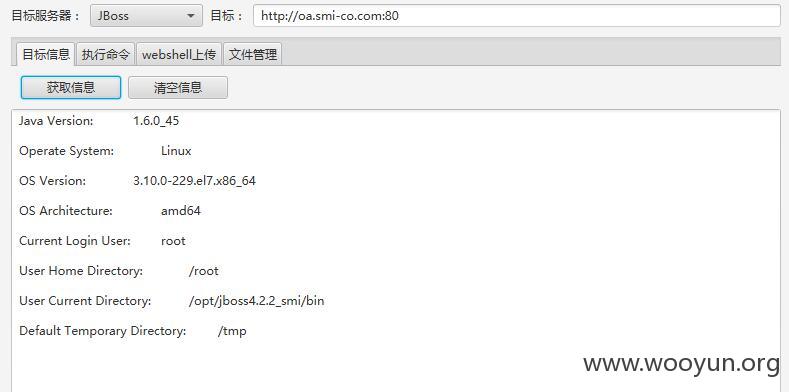 目标服务器： JBoss 目标： http://oa.smi-co.com:80
目标信息 执行命令 webshell上传 文件管理
获取信息 清空信息
Java Version: 1.6.0_45
Operate System: Linux
OS Version: 3.10.0-229.el7.x86_64
OS Architecture: amd64
Current Login User: root
User Home Directory: /root
User Current Directory: /opt/jboss4.2.2_smi/bin
Default Temporary Directory: /tmp
www.wooyun.org